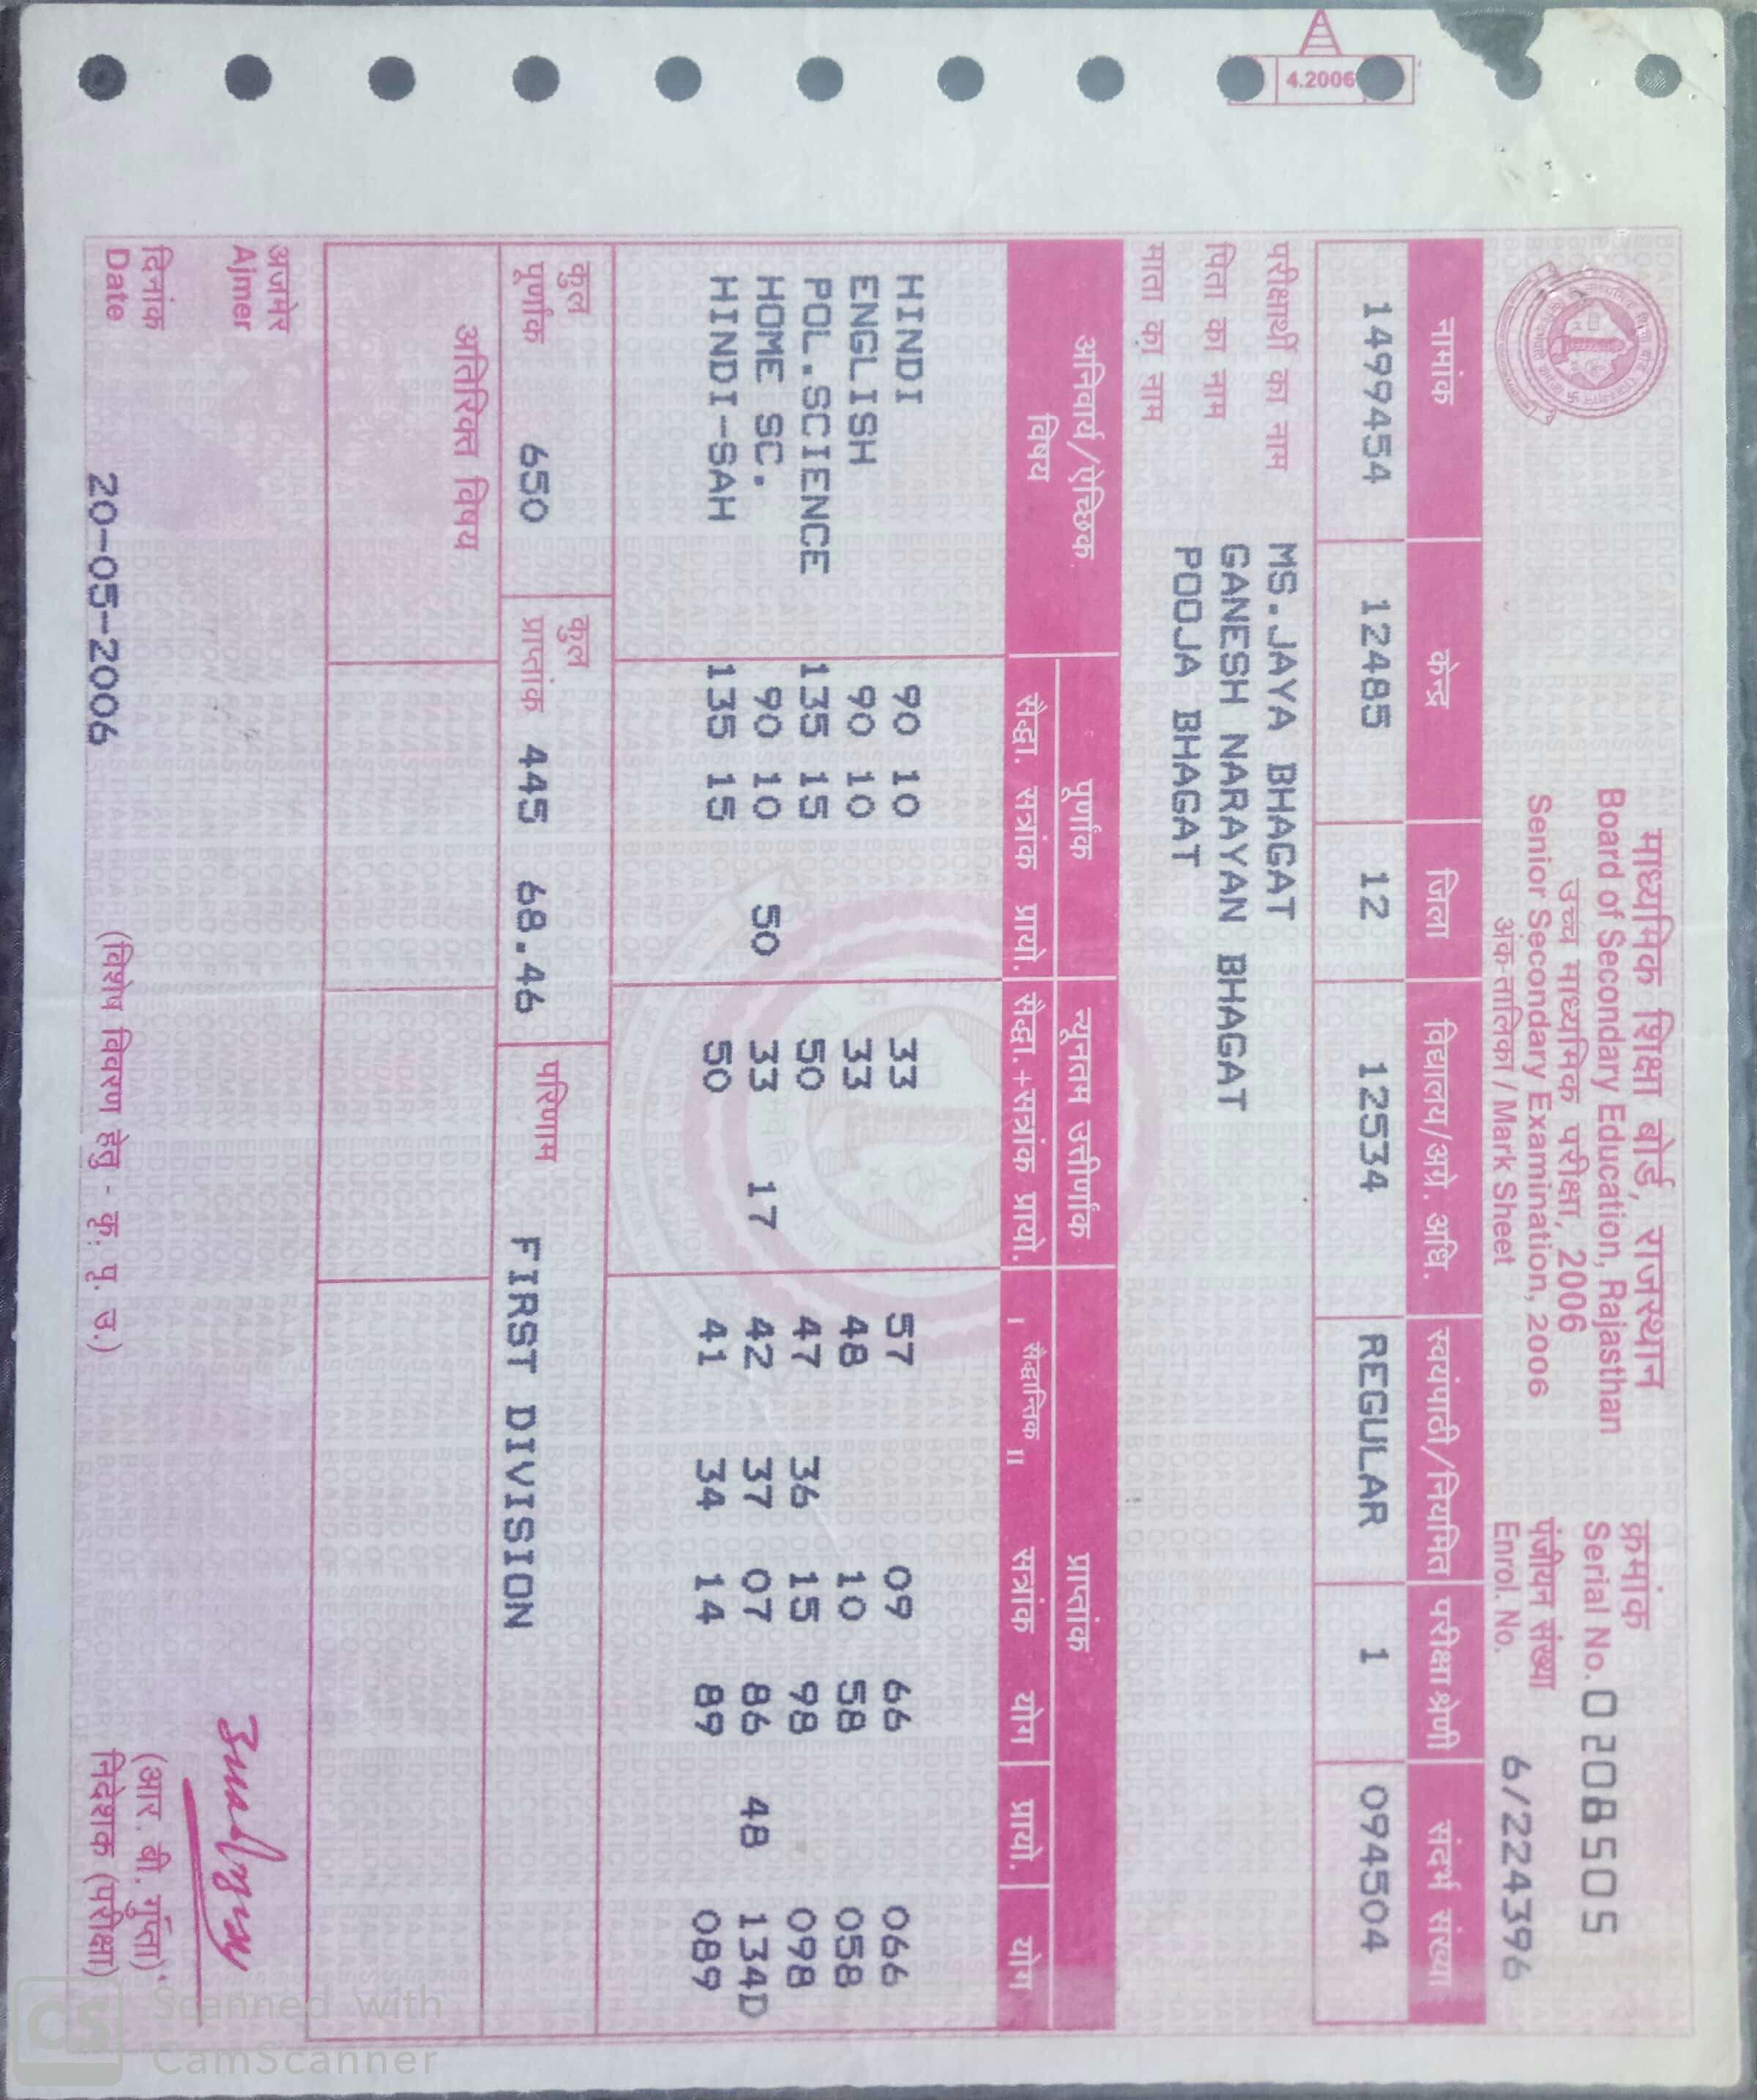 4.2006
माध्यमिक शिक्षा बोर्ड, राजस्थान
Board of Secondary Education, Rajasthan
उच्च माध्यमिक परीक्षा, 2006
Senior Secondary Examination, 2006
अंक-तालिका / Mark Sheet
क्रमांक
Serial No. 0208505
पंजीयन संख्या
Enrol. No. 6/224396
नामांक केन्द्र जिला विद्यालय/अग्रे. अधि. स्वयंपाठी/नियमित परीक्षा श्रेणी संदर्भ संख्या
1499454 12485 12 12534 REGULAR 1 094504
परीक्षार्थी का नाम MS.JAYA BHAGAT
पिता का नाम GANESH NARAYAN BHAGAT
माता का नाम POOJA BHAGAT
अनिवार्य/ऐच्छिक विषय पूर्णांक न्यूनतम उत्तीर्णांक प्राप्तांक
सैद्धा. सत्रांक प्रायो. सैद्धा.+सत्रांक प्रायो. I सैद्धान्तिक II सत्रांक योग प्रायो. योग
HINDI 90 10 33 57 09 66 066
ENGLISH 90 10 33 48 10 58 058
POL.SCIENCE 135 15 50 47 36 15 98 098
HOME SC. 90 10 50 33 17 42 37 07 86 48 134D
HINDI-SAH 135 15 50 41 34 14 89 089
कुल पूर्णांक 650 कुल प्राप्तांक 445 68.46 परिणाम FIRST DIVISION
अतिरिक्त विषय
अजमेर
Ajmer
दिनांक
Date 20-05-2006
(विशेष विवरण हेतु - कृ. पृ. उ.)
(आर. बी. गुप्ता)
निदेशक (परीक्षा)
CS Scanned with
CamScanner